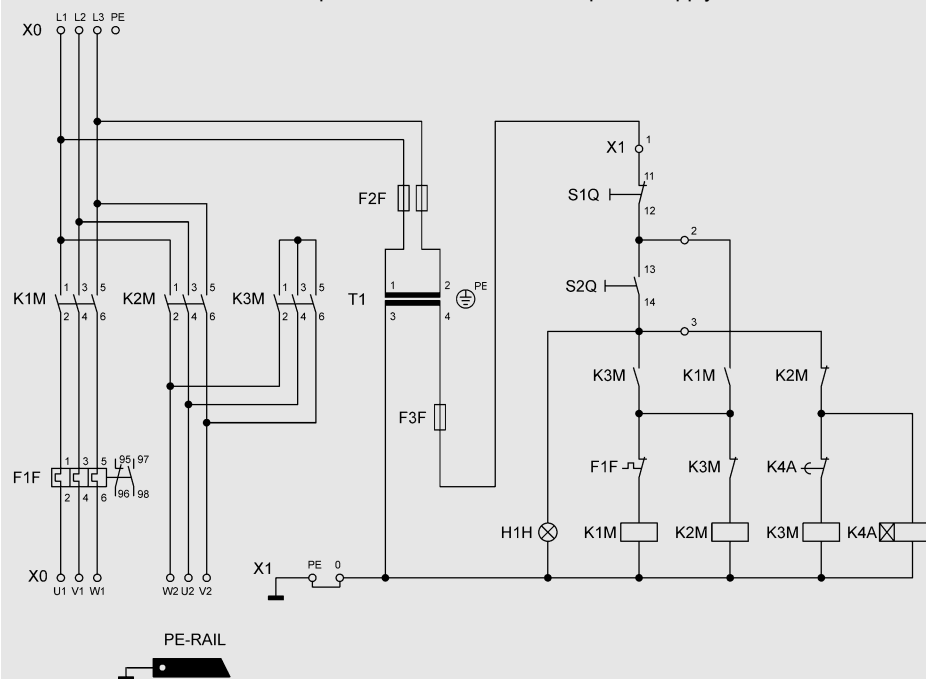 L1 L2 L3 PE
X0
X1 1
11
S1Q
12
F2F
2
13
S2Q
14
1 3 5 1 3 5 1 3 5 1 2 PE
K1M K2M K3M T1
2 4 6 2 4 6 2 4 6 3 4
3
K3M K1M K2M
F3F
1 3 5 95 97
F1F
2 4 6 96 98
F1F K3M K4A
H1H K1M K2M K3M K4A
X0 X1 PE 0
U1 V1 W1 W2 U2 V2
PE-RAIL